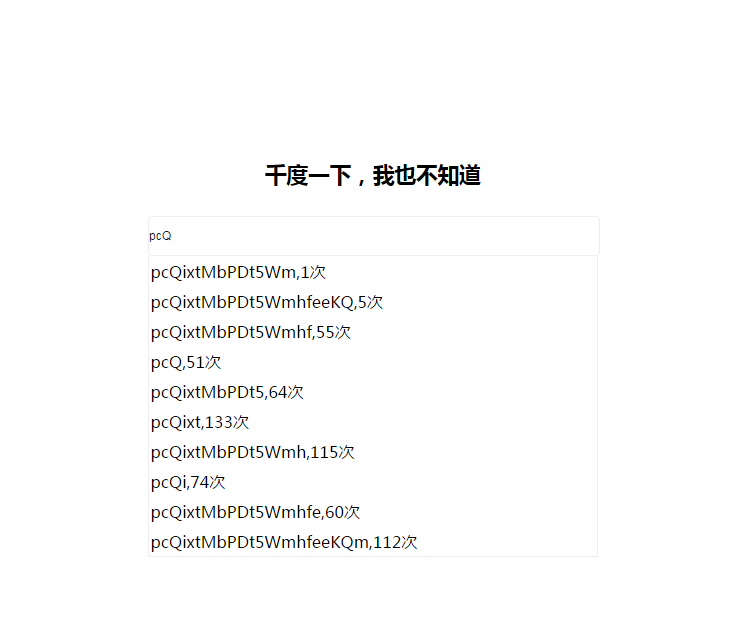 千度一下，我也不知道
pcQ
pcQixtMbPDt5Wm,1次
pcQixtMbPDt5WmhfeeKQ,5次
pcQixtMbPDt5Wmhf,55次
pcQ,51次
pcQixtMbPDt5,64次
pcQixt,133次
pcQixtMbPDt5Wmh,115次
pcQi,74次
pcQixtMbPDt5Wmhfe,60次
pcQixtMbPDt5WmhfeeKQm,112次